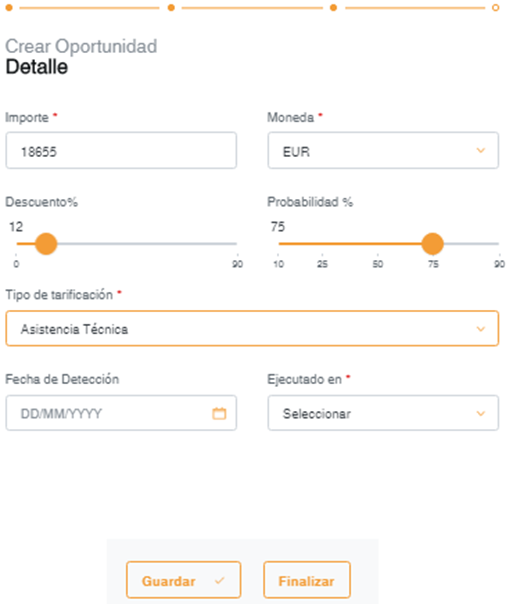 Crear Oportunidad
Detalle
Importe * Moneda *
18655 EUR
Descuento% Probabilidad %
12 75
0 90 10 25 50 75 90
Tipo de tarificación *
Asistencia Técnica
Fecha de Detección Ejecutado en *
DD/MM/YYYY Seleccionar
Guardar Finalizar